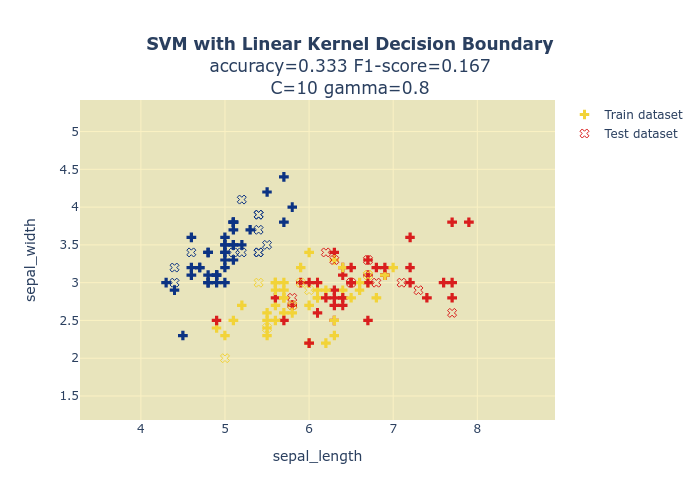 SVM with Linear Kernel Decision Boundary
accuracy=0.333 F1-score=0.167
C=10 gamma=0.8
Train dataset
Test dataset
5
4.5
4
3.5
3
2.5
2
1.5
sepal_width
4
5
6
7
8
sepal_length